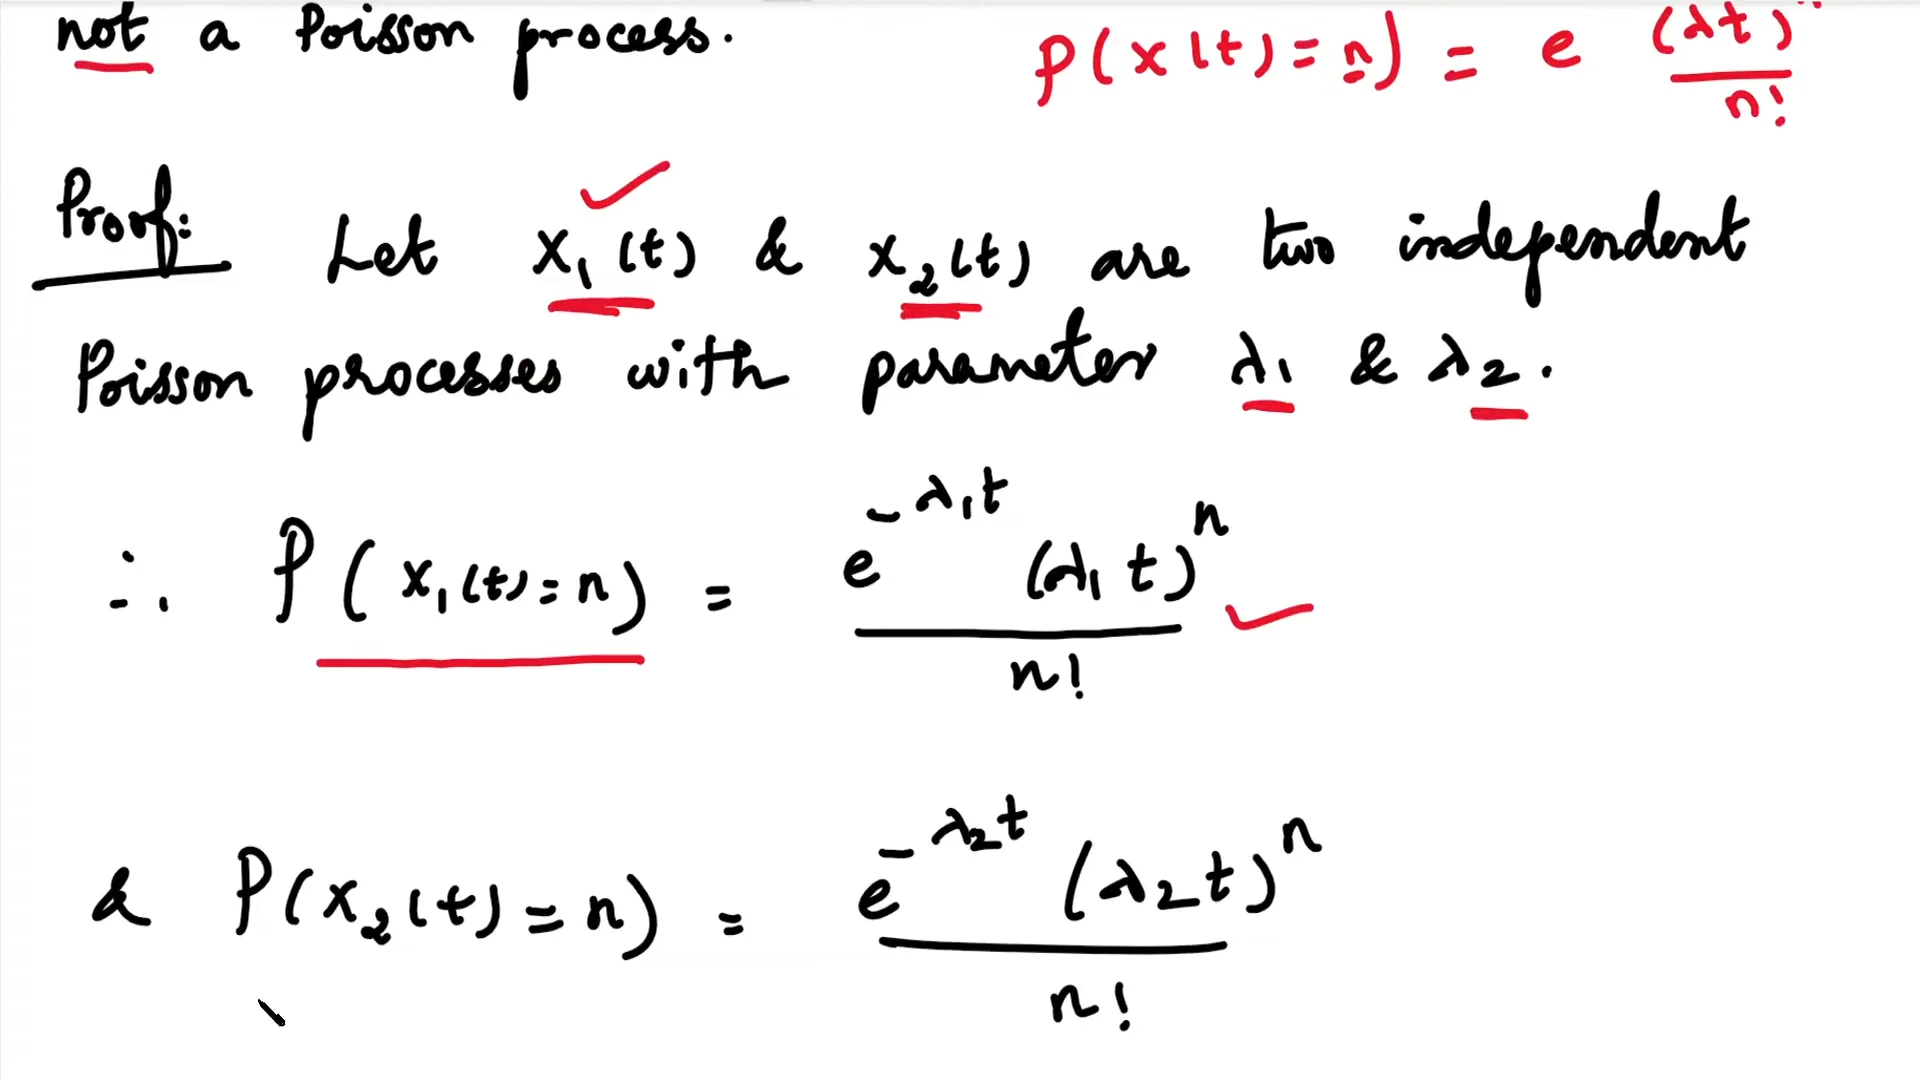 not a Poisson process.
P(X(t)=n) = e (λt)^n / n!
Proof: Let X₁(t) & X₂(t) are two independent
Poisson processes with parameter λ₁ & λ₂.
∴ P(X₁(t)=n) = e^{-λ₁t} (λ₁t)^n / n!
& P(X₂(t)=n) = e^{-λ₂t} (λ₂t)^n / n!